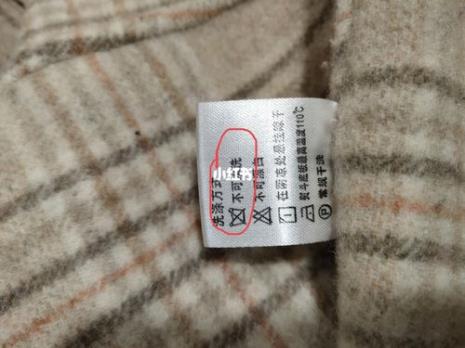 洗涤方式
不可 洗
不可漂白
在阴凉处悬挂晾干
熨斗底板最高温度110℃
P 常规干洗
小红书